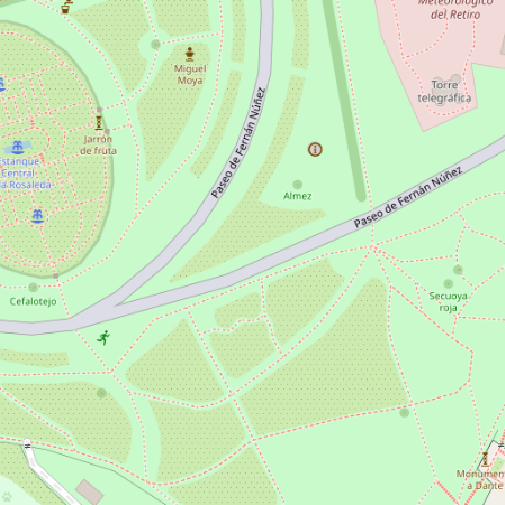 Meteorológico
del Retiro
Miguel
Moya
Torre
telegráfica
Jarrón
de fruta
Estanque
Central
la Rosaleda
Paseo de Fernán Núñez
Almez
Paseo de Fernán Núñez
Cefalotejo
Secuoya
roja
Monumen
a Dante